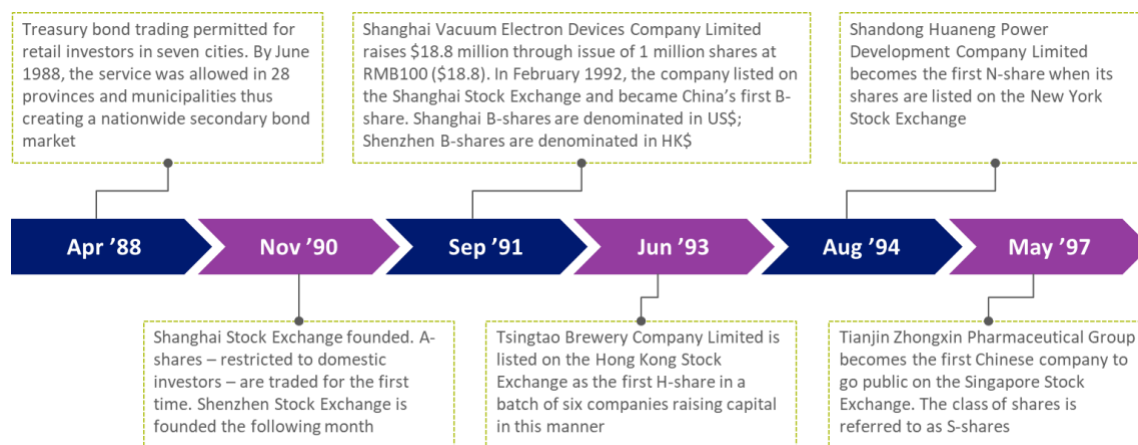 Treasury bond trading permitted for
retail investors in seven cities. By June
1988, the service was allowed in 28
provinces and municipalities thus
creating a nationwide secondary bond
market
Shanghai Vacuum Electron Devices Company Limited
raises $18.8 million through issue of 1 million shares at
RMB100 ($18.8). In February 1992, the company listed on
the Shanghai Stock Exchange and became China's first B-
share. Shanghai B-shares are denominated in US$;
Shenzhen B-shares are denominated in HK$
Shandong Huaneng Power
Development Company Limited
becomes the first N-share when its
shares are listed on the New York
Stock Exchange
Apr '88
Nov '90
Sep '91
Jun '93
Aug '94
May '97
Shanghai Stock Exchange founded. A-
shares – restricted to domestic
investors – are traded for the first
time. Shenzhen Stock Exchange is
founded the following month
Tsingtao Brewery Company Limited is
listed on the Hong Kong Stock
Exchange as the first H-share in a
batch of six companies raising capital
in this manner
Tianjin Zhongxin Pharmaceutical Group
becomes the first Chinese company to
go public on the Singapore Stock
Exchange. The class of shares is
referred to as S-shares